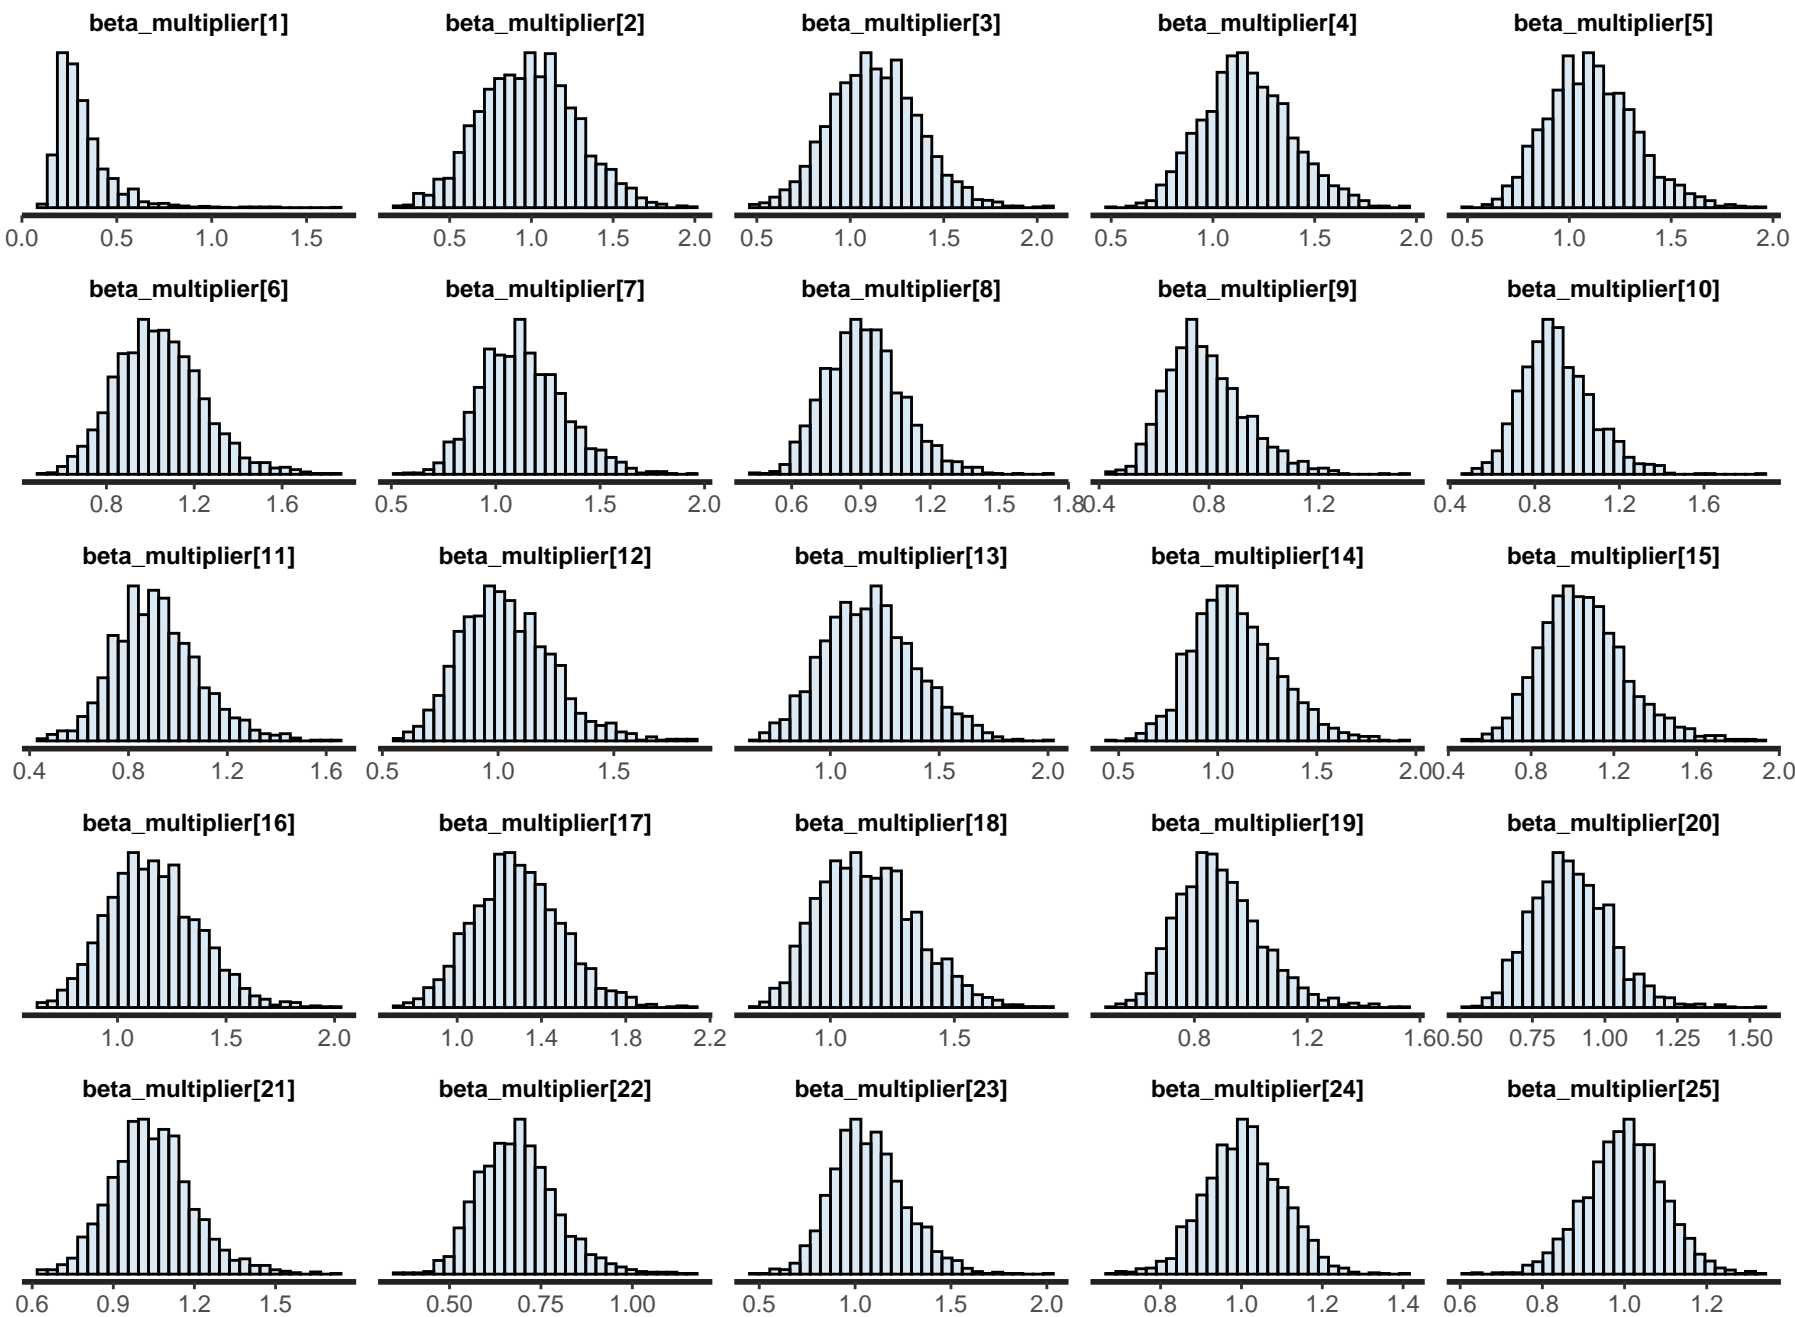 beta_multiplier[1] beta_multiplier[2] beta_multiplier[3] beta_multiplier[4] beta_multiplier[5]
0.0 0.5 1.0 1.5 0.5 1.0 1.5 2.0 0.5 1.0 1.5 2.0 0.5 1.0 1.5 2.0 0.5 1.0 1.5 2.0
beta_multiplier[6] beta_multiplier[7] beta_multiplier[8] beta_multiplier[9] beta_multiplier[10]
0.8 1.2 1.6 0.5 1.0 1.5 2.0 0.6 0.9 1.2 1.5 1.8 0.4 0.8 1.2 0.4 0.8 1.2 1.6
beta_multiplier[11] beta_multiplier[12] beta_multiplier[13] beta_multiplier[14] beta_multiplier[15]
0.4 0.8 1.2 1.6 0.5 1.0 1.5 1.0 1.5 2.0 0.5 1.0 1.5 2.0 0.4 0.8 1.2 1.6 2.0
beta_multiplier[16] beta_multiplier[17] beta_multiplier[18] beta_multiplier[19] beta_multiplier[20]
1.0 1.5 2.0 1.0 1.4 1.8 2.2 1.0 1.5 0.8 1.2 1.6 0.50 0.75 1.00 1.25 1.50
beta_multiplier[21] beta_multiplier[22] beta_multiplier[23] beta_multiplier[24] beta_multiplier[25]
0.6 0.9 1.2 1.5 0.50 0.75 1.00 0.5 1.0 1.5 2.0 0.8 1.0 1.2 1.4 0.6 0.8 1.0 1.2